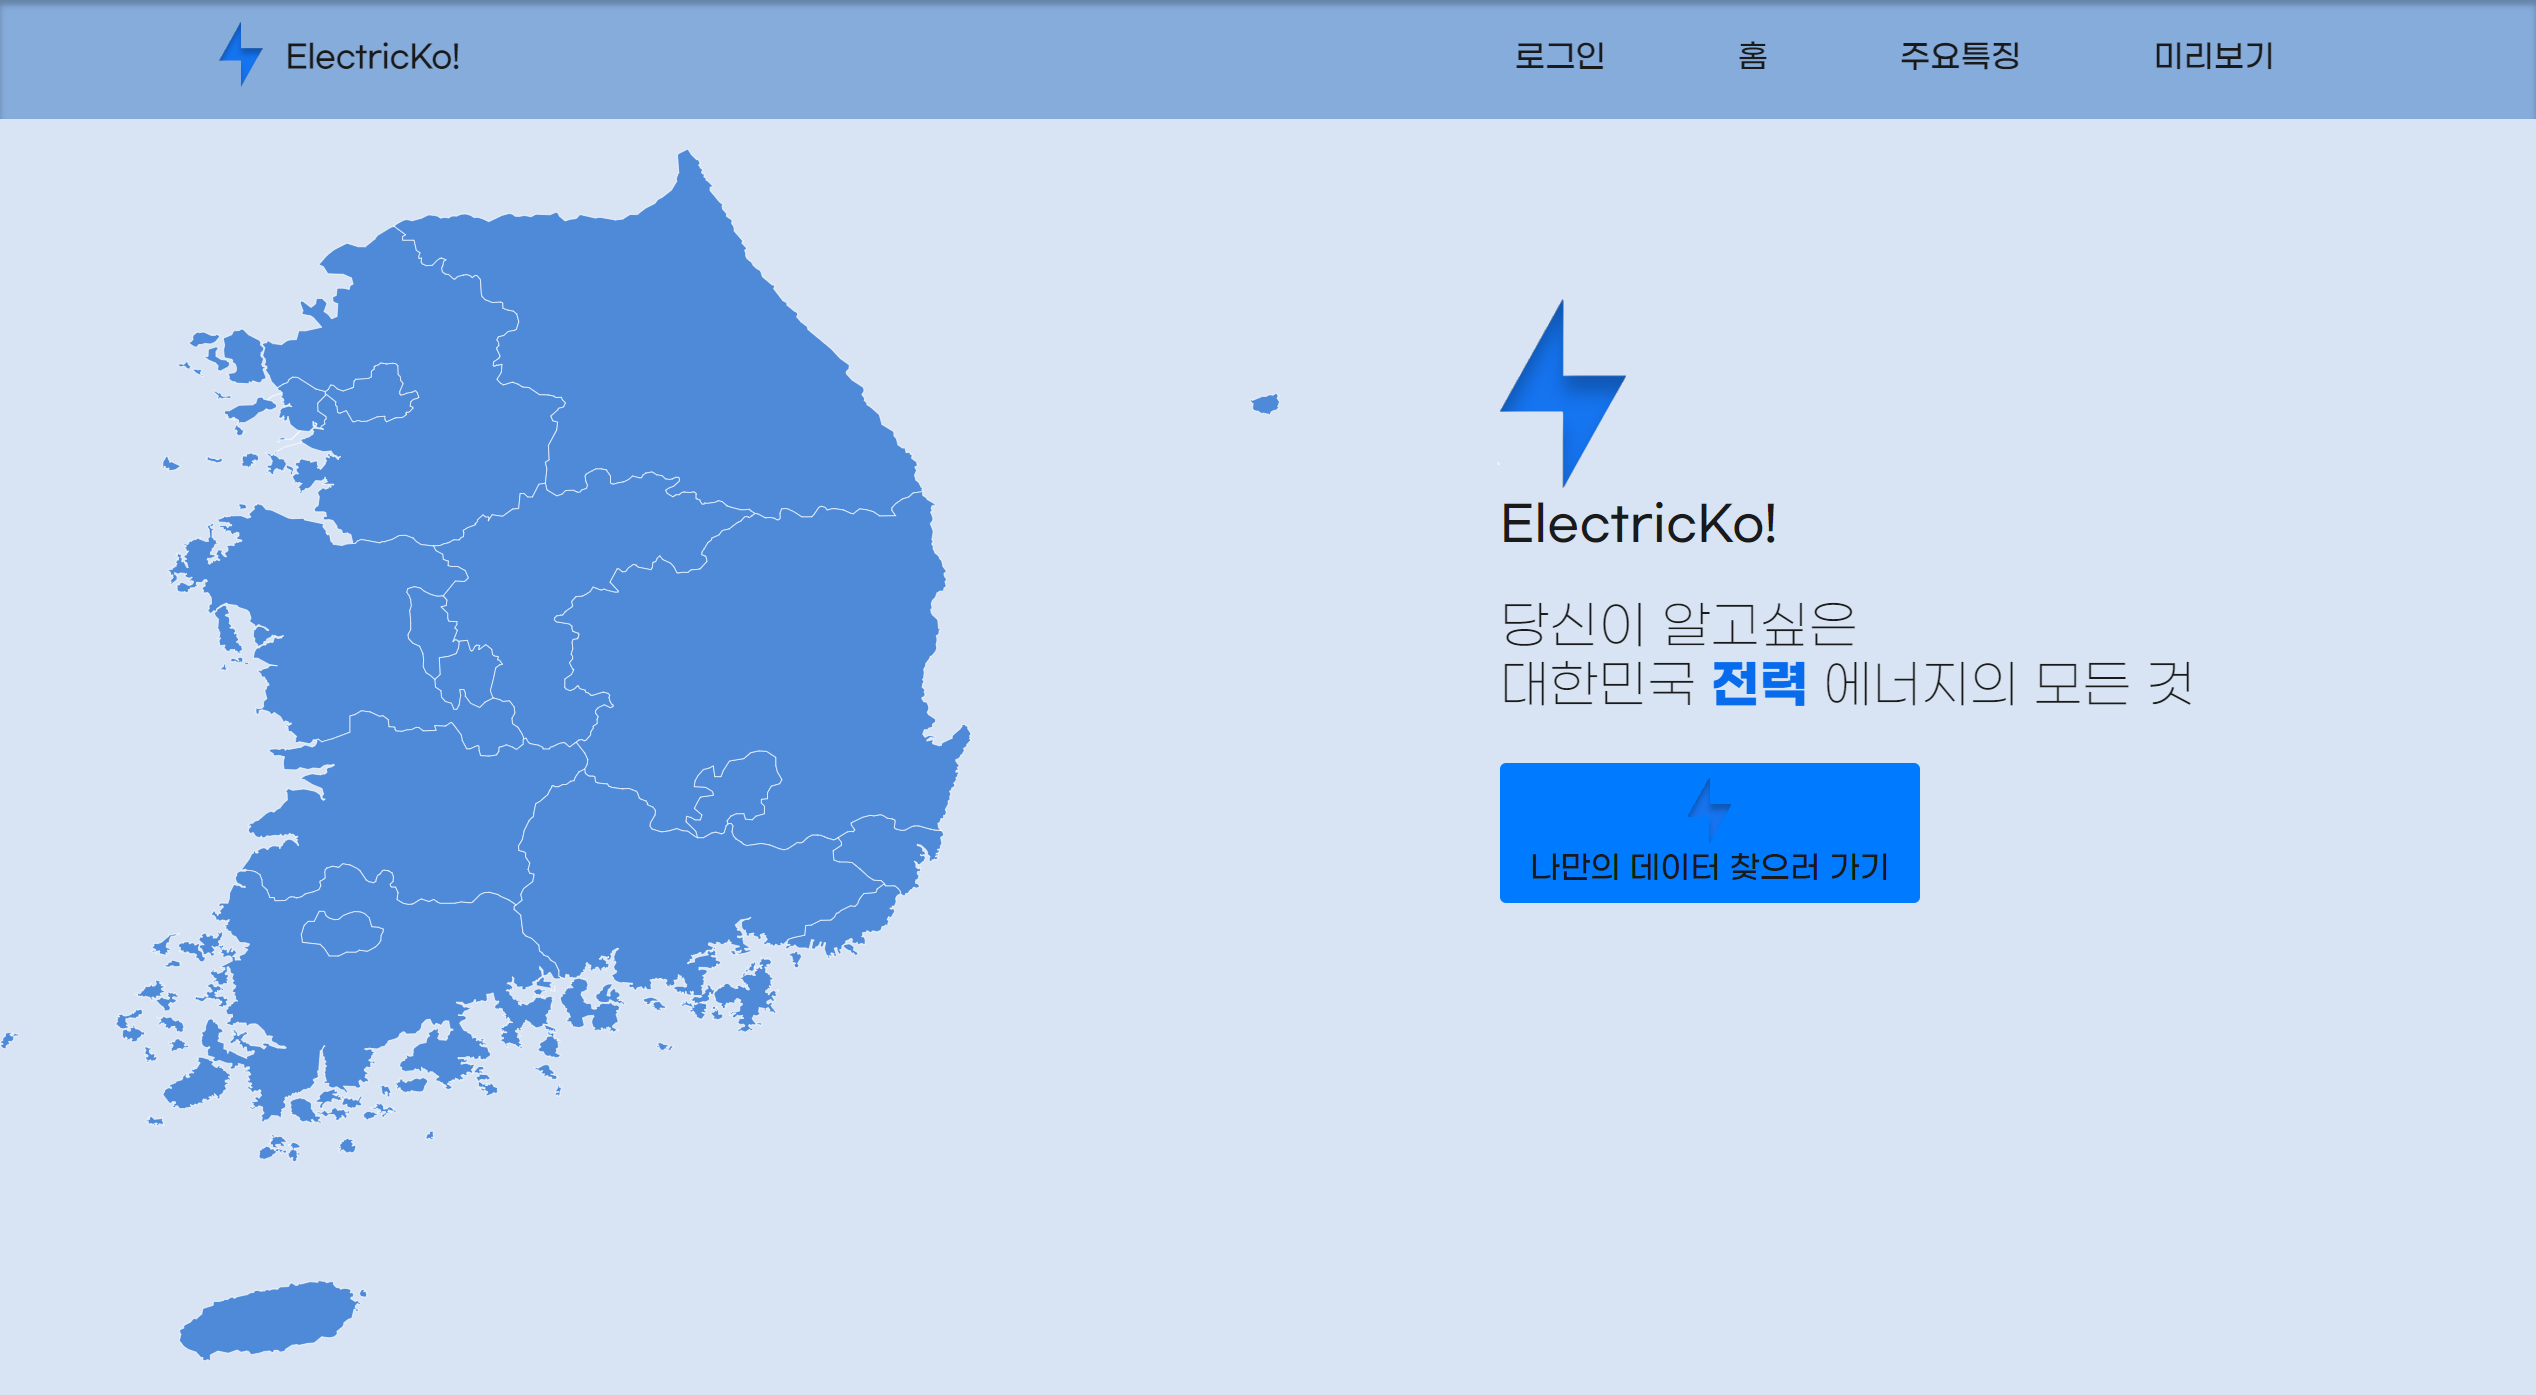 ElectricKo!
로그인
홈
주요특징
미리보기
ElectricKo!
당신이 알고싶은
대한민국 전력 에너지의 모든 것
나만의 데이터 찾으러 가기